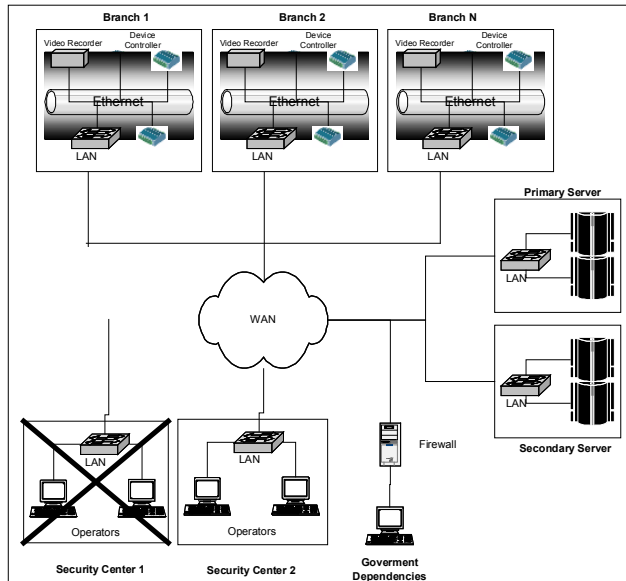 Branch 1
Branch 2
Branch N
Video Recorder
Device
Controller
Ethernet
LAN
Video Recorder
Device
Controller
Ethernet
LAN
Video Recorder
Device
Controller
Ethernet
LAN
Primary Server
LAN
WAN
LAN
Secondary Server
LAN
Operators
Security Center 1
LAN
Operators
Security Center 2
Firewall
Goverment
Dependencies